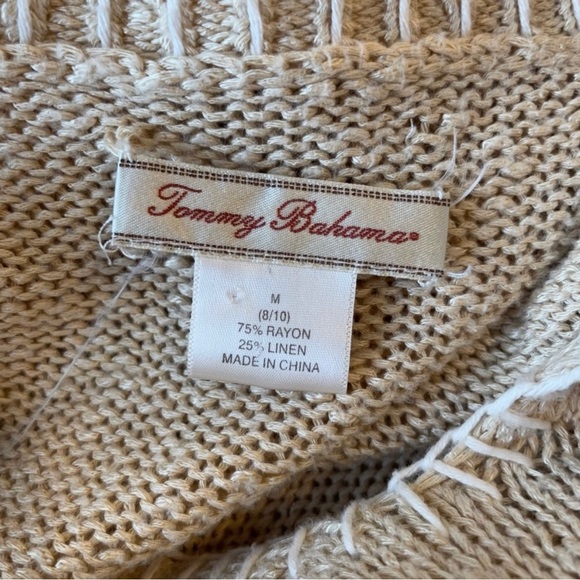 Tommy Bahama®
M
(8/10)
75% RAYON
25% LINEN
MADE IN CHINA